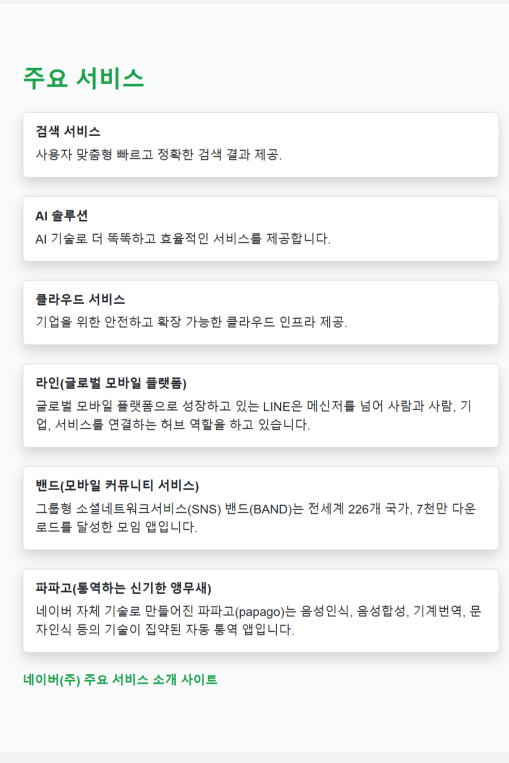 주요 서비스
검색 서비스
사용자 맞춤형 빠르고 정확한 검색 결과 제공.
AI 솔루션
AI 기술로 더 똑똑하고 효율적인 서비스를 제공합니다.
클라우드 서비스
기업을 위한 안전하고 확장 가능한 클라우드 인프라 제공.
라인(글로벌 모바일 플랫폼)
글로벌 모바일 플랫폼으로 성장하고 있는 LINE은 메신저를 넘어 사람과 사람, 기
업, 서비스를 연결하는 허브 역할을 하고 있습니다.
밴드(모바일 커뮤니티 서비스)
그룹형 소셜네트워크서비스(SNS) 밴드(BAND)는 전세계 226개 국가, 7천만 다운
로드를 달성한 모임 앱입니다.
파파고(통역하는 신기한 앵무새)
네이버 자체 기술로 만들어진 파파고(papago)는 음성인식, 음성합성, 기계번역, 문
자인식 등의 기술이 집약된 자동 통역 앱입니다.
네이버(주) 주요 서비스 소개 사이트